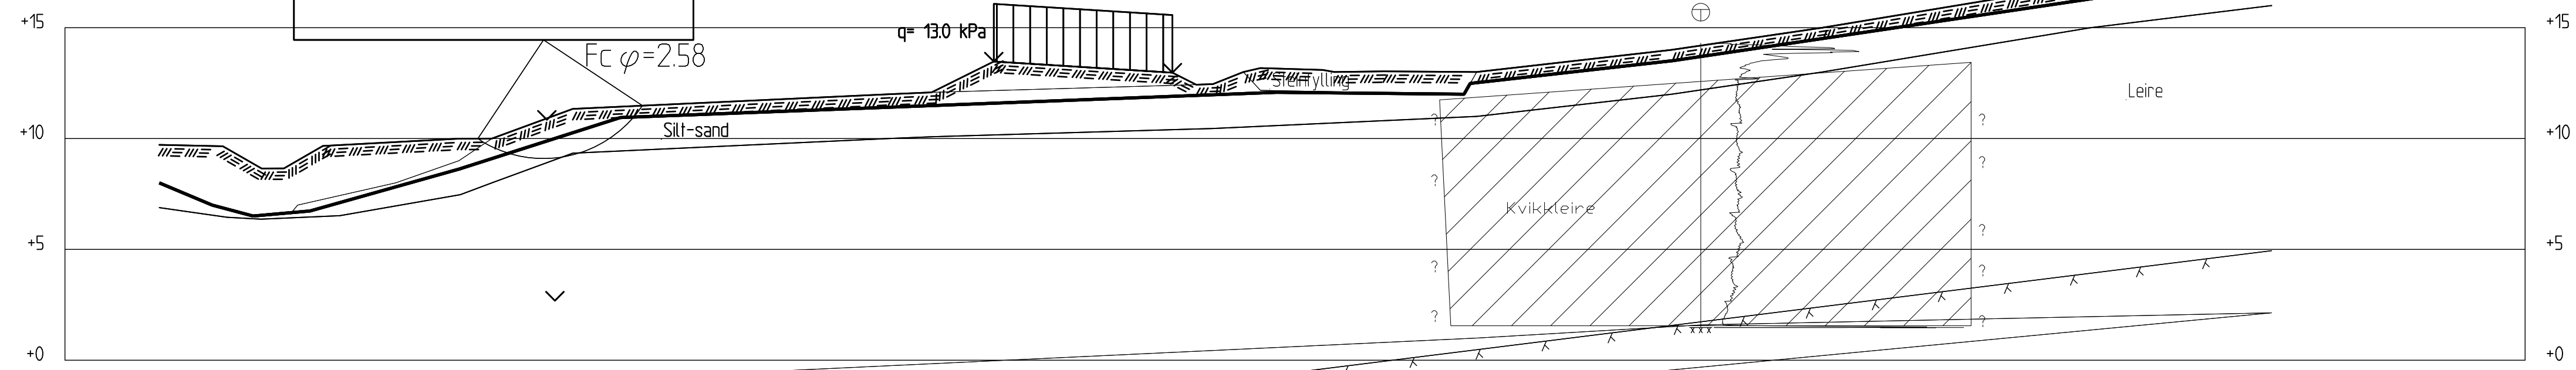 +15
+15
q= 13.0 kPa
Fc φ=2.58
Steinfylling
Leire
?
?
+10
+10
Silt-sand
?
?
Kvikkleire
?
+5
+5
?
?
?
?
x x x
+0
+0